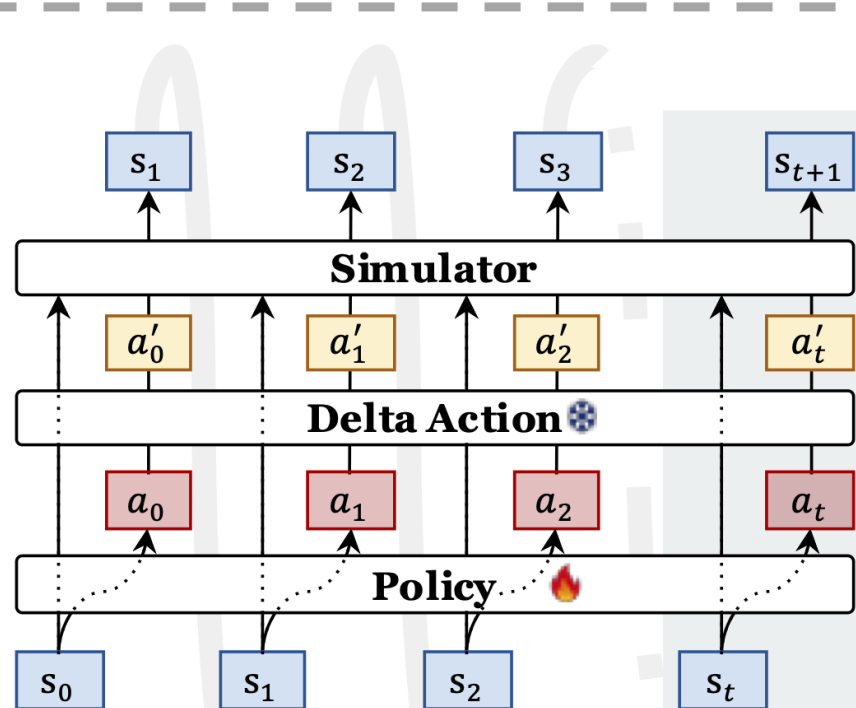 s₁ s₂ s₃ sₜ₊₁
Simulator
a′₀ a′₁ a′₂ a′ₜ
Delta Action
a₀ a₁ a₂ aₜ
Policy
s₀ s₁ s₂ sₜ